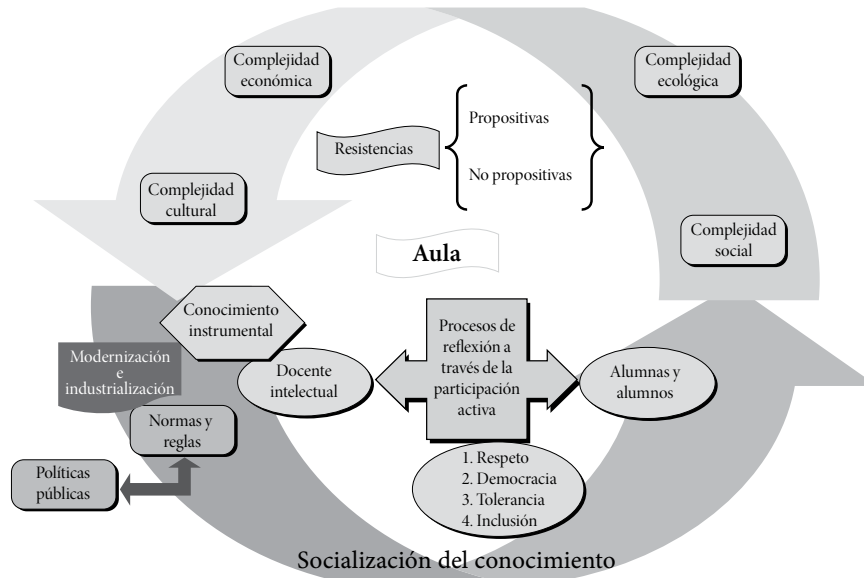 Complejidad
económica
Complejidad
ecológica
Propositivas
Resistencias
No propositivas
Complejidad
cultural
Complejidad
social
Aula
Conocimiento
instrumental
Procesos de
reflexión a
través de la
participación
activa
Modernización
e
industrialización
Docente
intelectual
Alumnas y
alumnos
Normas y
reglas
Políticas
públicas
1. Respeto
2. Democracia
3. Tolerancia
4. Inclusión
Socialización del conocimiento